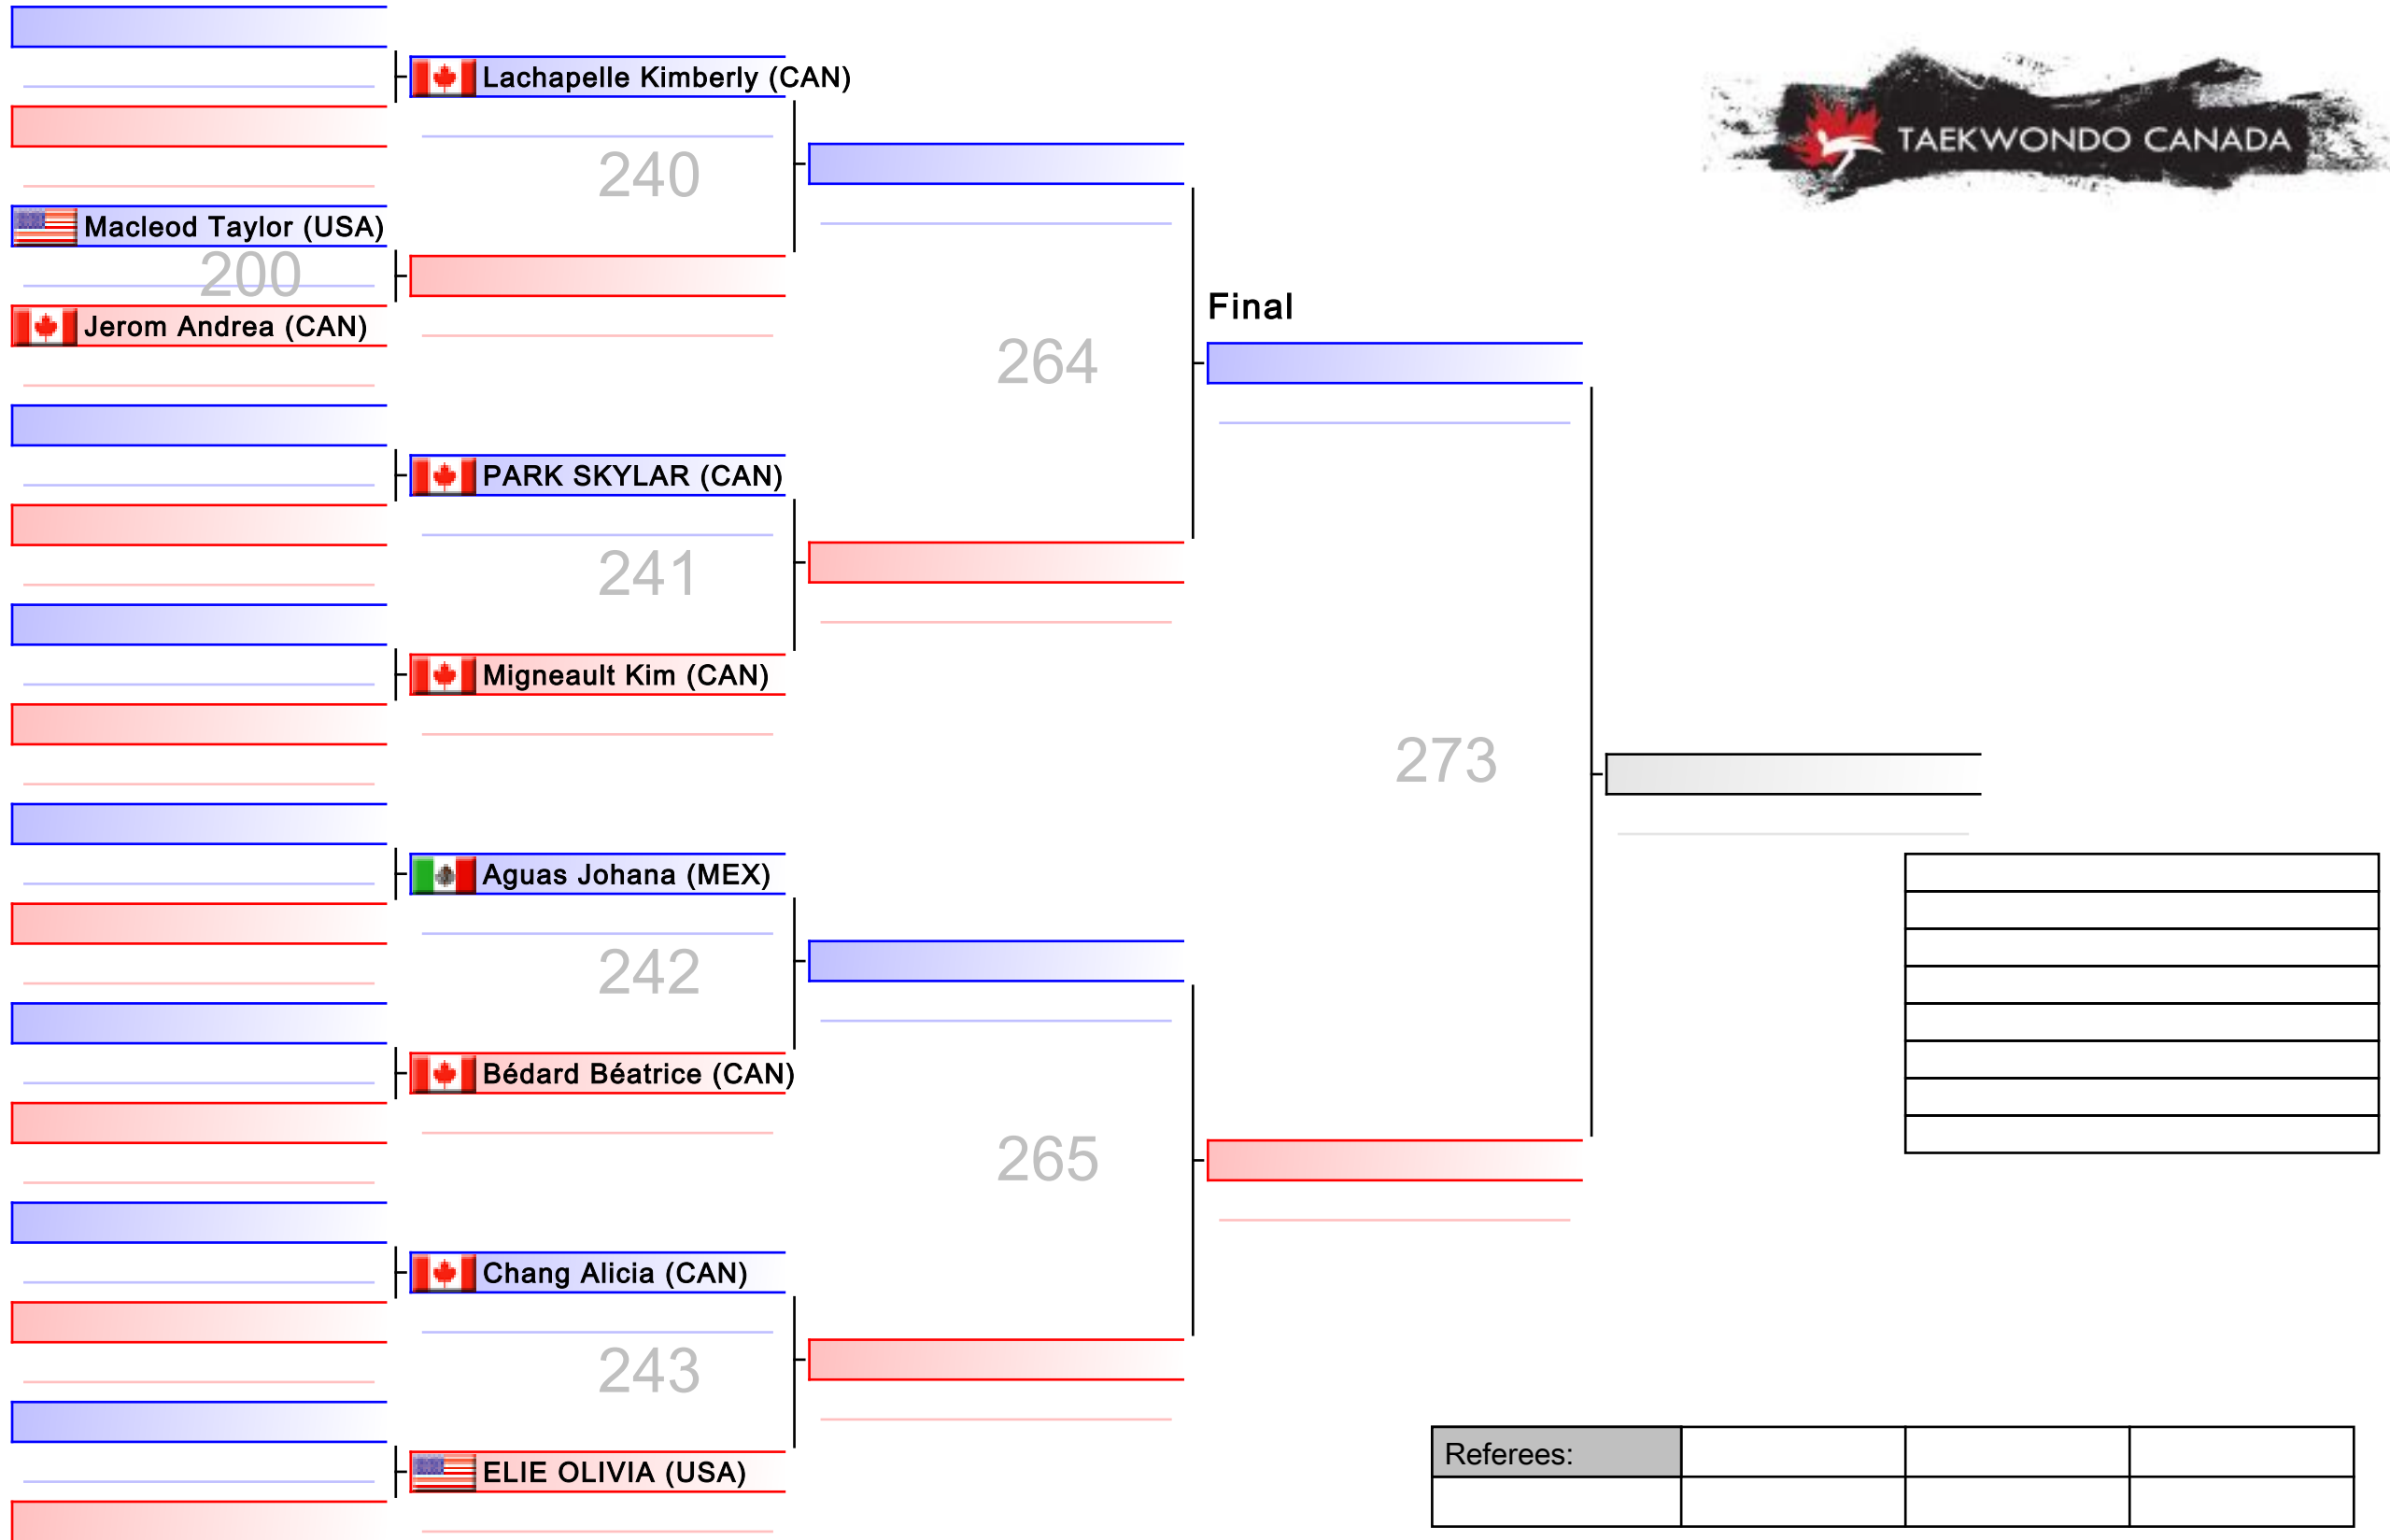 Lachapelle Kimberly (CAN)
TAEKWONDO CANADA
240
Macleod Taylor (USA)
200
Jerom Andrea (CAN)
Final
264
PARK SKYLAR (CAN)
241
Migneault Kim (CAN)
273
Aguas Johana (MEX)
242
Bédard Béatrice (CAN)
265
Chang Alicia (CAN)
243
Referees:
ELIE OLIVIA (USA)